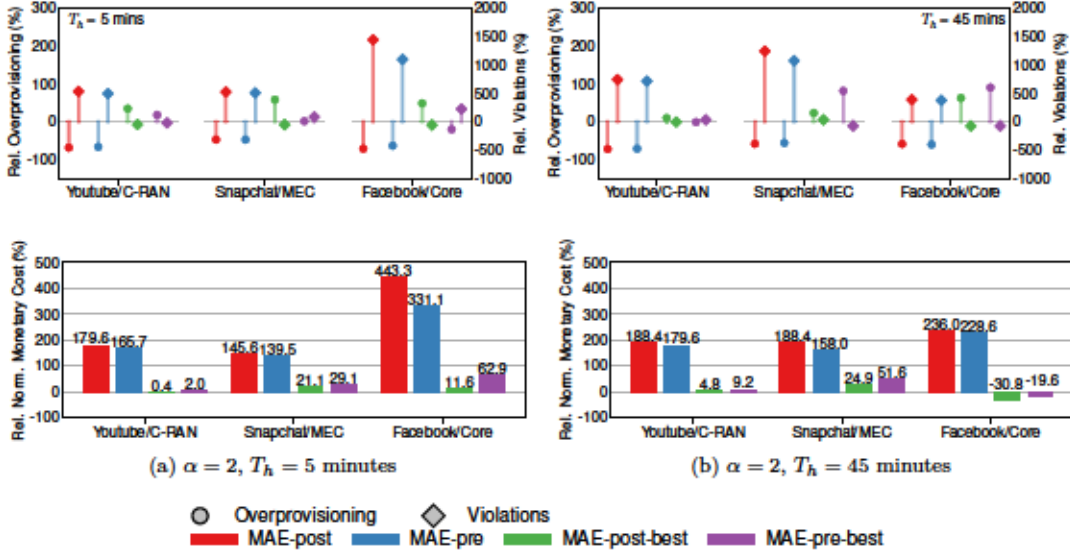 Rel. Overprovisioning (%)
300
200
100
0
-100
T_h = 5 mins
2000
1500
1000
500
0
-500
-1000
Rel. Violations (%)
Youtube/C-RAN Snapchat/MEC Facebook/Core
Rel. Overprovisioning (%)
300
200
100
0
-100
T_h = 45 mins
2000
1500
1000
500
0
-500
-1000
Rel. Violations (%)
Youtube/C-RAN Snapchat/MEC Facebook/Core
Rel. Norm. Monetary Cost (%)
500
400
300
200
100
0
-100
179.6 165.7 0.4 2.0
145.6 139.5 21.1 29.1
443.3 331.1 11.6 62.9
Youtube/C-RAN Snapchat/MEC Facebook/Core
(a) α = 2, T_h = 5 minutes
Rel. Norm. Monetary Cost (%)
500
400
300
200
100
0
-100
188.4 179.6 4.8 9.2
188.4 158.0 24.9 51.6
236.0 228.6 -30.8 -19.6
Youtube/C-RAN Snapchat/MEC Facebook/Core
(b) α = 2, T_h = 45 minutes
Overprovisioning Violations
MAE-post MAE-pre MAE-post-best MAE-pre-best